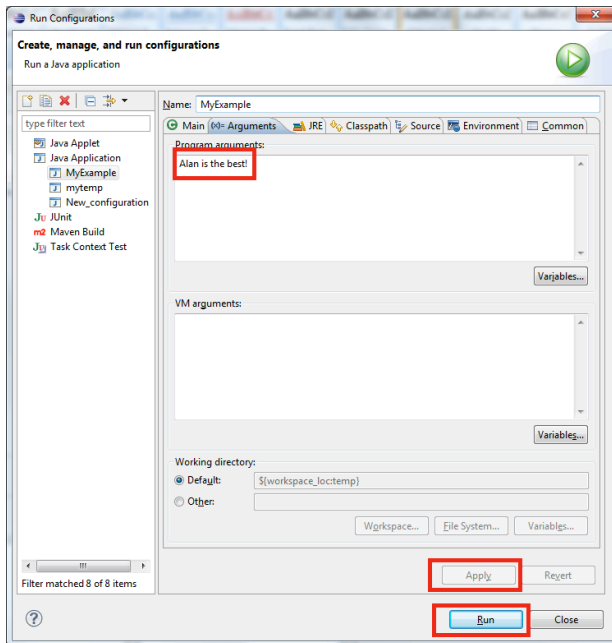 Run Configurations
Create, manage, and run configurations
Run a Java application
Name: MyExample
type filter text
Main (x)= Arguments JRE Classpath Source Environment Common
Java Applet
Java Application
MyExample
mytemp
New_configuration
Ju JUnit
m2 Maven Build
Ju Task Context Test
Program arguments:
Alan is the best!
Variables...
VM arguments:
Variables...
Working directory:
Default: ${workspace_loc:temp}
Other:
Workspace... File System... Variables...
Filter matched 8 of 8 items
Apply Revert
? Run Close